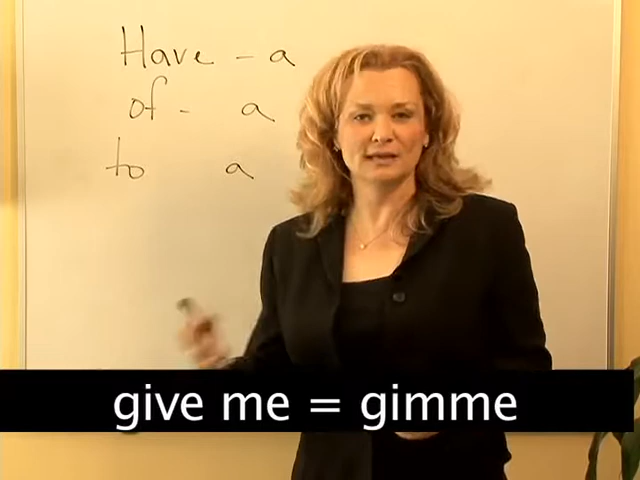 Have - a
of - a
to a
give me = gimme